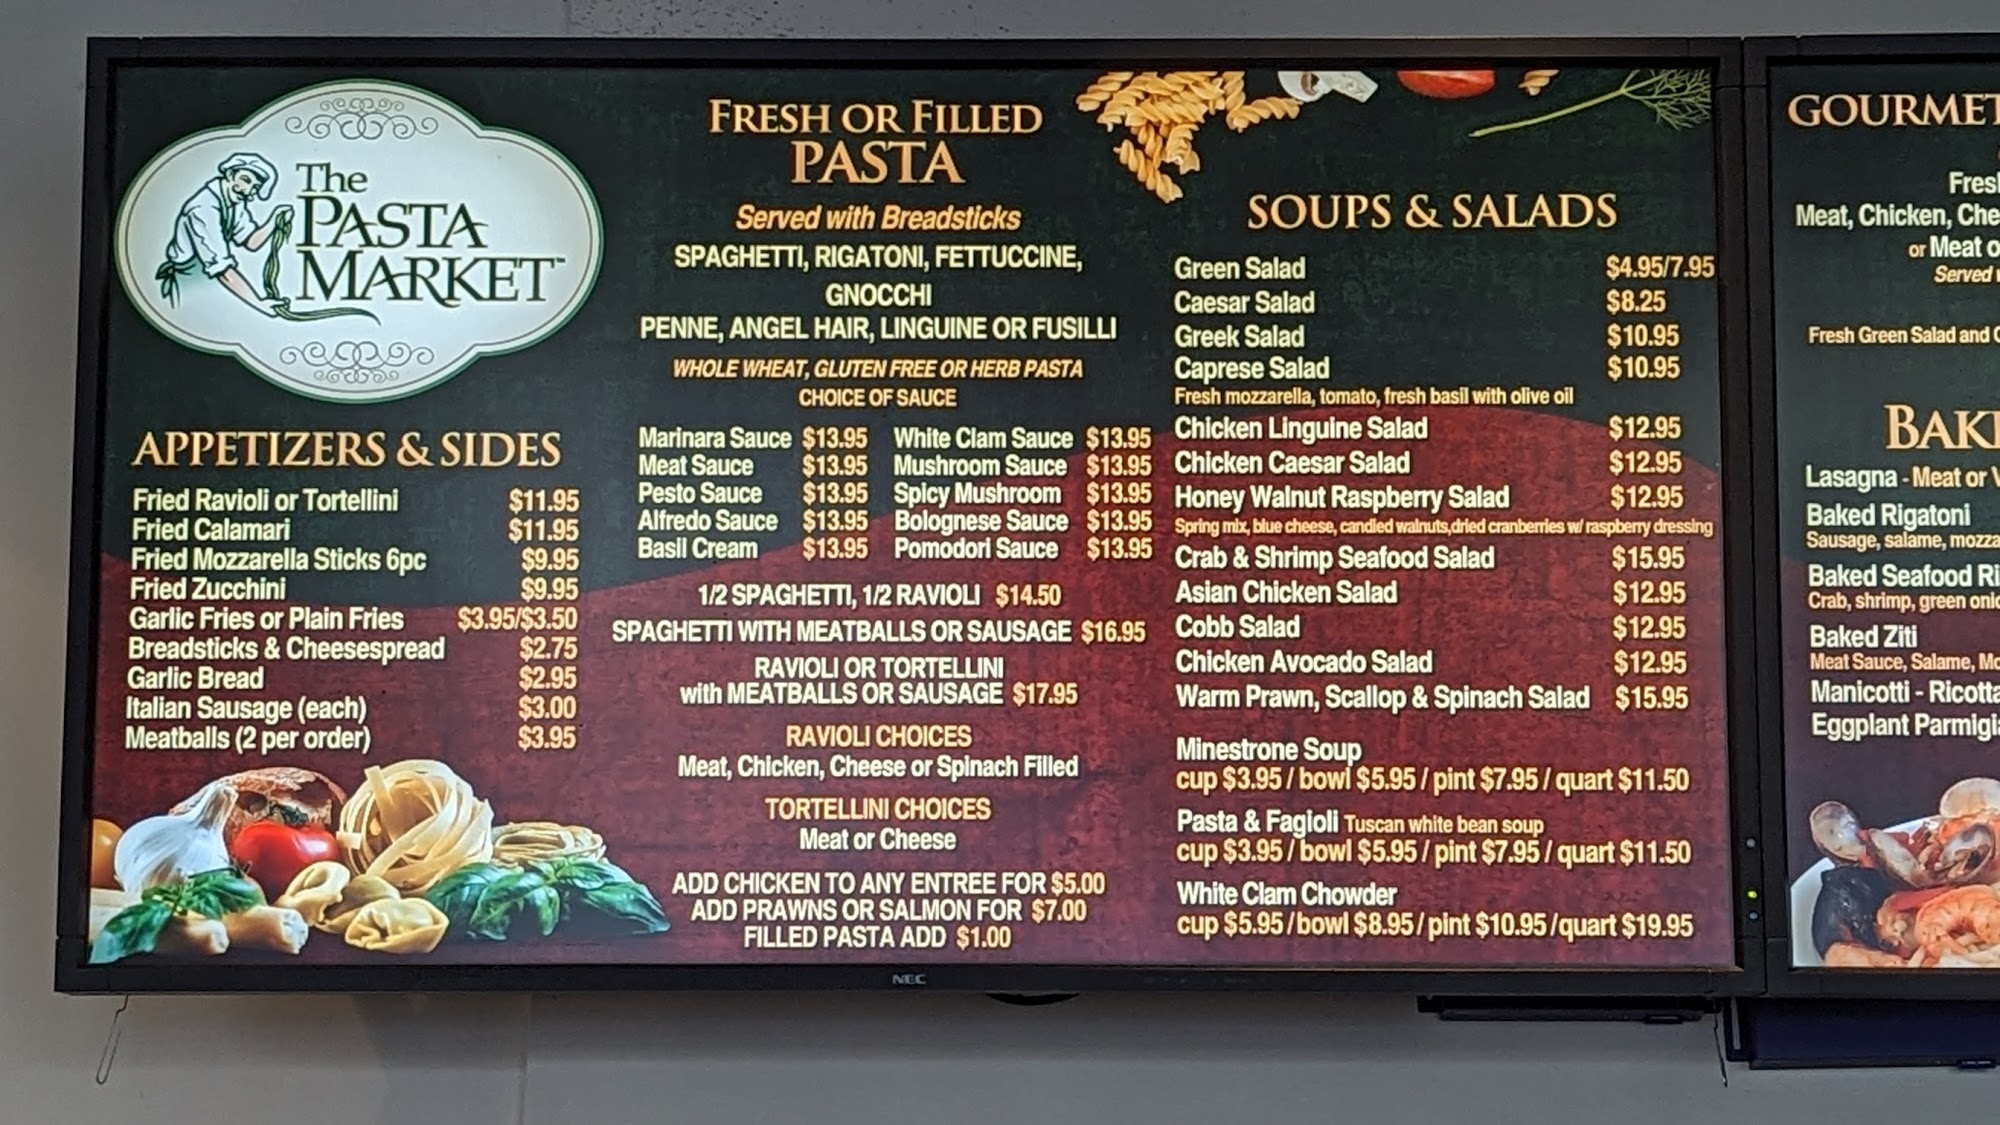 The
PASTA
MARKET
APPETIZERS & SIDES
Fried Ravioli or Tortellini $11.95
Fried Calamari $11.95
Fried Mozzarella Sticks 6pc $9.95
Fried Zucchini $9.95
Garlic Fries or Plain Fries $3.95/$3.50
Breadsticks & Cheesespread $2.75
Garlic Bread $2.95
Italian Sausage (each) $3.00
Meatballs (2 per order) $3.95
FRESH OR FILLED
PASTA
Served with Breadsticks
SPAGHETTI, RIGATONI, FETTUCCINE,
GNOCCHI
PENNE, ANGEL HAIR, LINGUINE OR FUSILLI
WHOLE WHEAT, GLUTEN FREE OR HERB PASTA
CHOICE OF SAUCE
Marinara Sauce $13.95 White Clam Sauce $13.95
Meat Sauce $13.95 Mushroom Sauce $13.95
Pesto Sauce $13.95 Spicy Mushroom $13.95
Alfredo Sauce $13.95 Bolognese Sauce $13.95
Basil Cream $13.95 Pomodori Sauce $13.95
1/2 SPAGHETTI, 1/2 RAVIOLI $14.50
SPAGHETTI WITH MEATBALLS OR SAUSAGE $16.95
RAVIOLI OR TORTELLINI
with MEATBALLS OR SAUSAGE $17.95
RAVIOLI CHOICES
Meat, Chicken, Cheese or Spinach Filled
TORTELLINI CHOICES
Meat or Cheese
ADD CHICKEN TO ANY ENTREE FOR $5.00
ADD PRAWNS OR SALMON FOR $7.00
FILLED PASTA ADD $1.00
SOUPS & SALADS
Green Salad $4.95/7.95
Caesar Salad $8.25
Greek Salad $10.95
Caprese Salad $10.95
Fresh mozzarella, tomato, fresh basil with olive oil
Chicken Linguine Salad $12.95
Chicken Caesar Salad $12.95
Honey Walnut Raspberry Salad $12.95
Spring mix, blue cheese, candied walnuts,dried cranberries w/ raspberry dressing
Crab & Shrimp Seafood Salad $15.95
Asian Chicken Salad $12.95
Cobb Salad $12.95
Chicken Avocado Salad $12.95
Warm Prawn, Scallop & Spinach Salad $15.95
Minestrone Soup
cup $3.95 / bowl $5.95 / pint $7.95 / quart $11.50
Pasta & Fagioli Tuscan white bean soup
cup $3.95 / bowl $5.95 / pint $7.95 / quart $11.50
White Clam Chowder
cup $5.95 / bowl $8.95 / pint $10.95 / quart $19.95
NEC
GOURMET
Meat, Chicken,
or Meat
Served
Fresh Green Salad and
Lasagna - Meat or
Baked Rigatoni
Sausage, salame,
Baked Seafood
Crab, shrimp, green
Baked Ziti
Meat Sauce, Salame,
Manicotti -
Eggplant